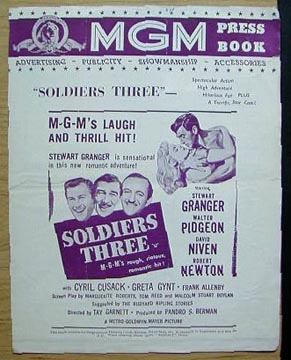 MGM
PRESS
BOOK
ADVERTISING - PUBLICITY - SHOWMANSHIP - ACCESSORIES
"SOLDIERS THREE"—
Spectacular Action
High Adventure
Hilarious Fun PLUS
A Terrific Star Cast!
M-G-M's LAUGH
AND THRILL HIT!
STEWART GRANGER is sensational
in this new romantic adventure!
starring
STEWART
GRANGER
WALTER
PIDGEON
DAVID
NIVEN
ROBERT
NEWTON
SOLDIERS
THREE
M-G-M's rough, riotous,
romantic hit!
with CYRIL CUSACK · GRETA GYNT · FRANK ALLENBY
Screen Play by MARGUERITE ROBERTS, TOM REED and MALCOLM STUART BOYLAN
Suggested by the RUDYARD KIPLING STORIES
Directed by TAY GARNETT · Produced by PANDRO S. BERMAN
A METRO-GOLDWYN-MAYER PICTURE